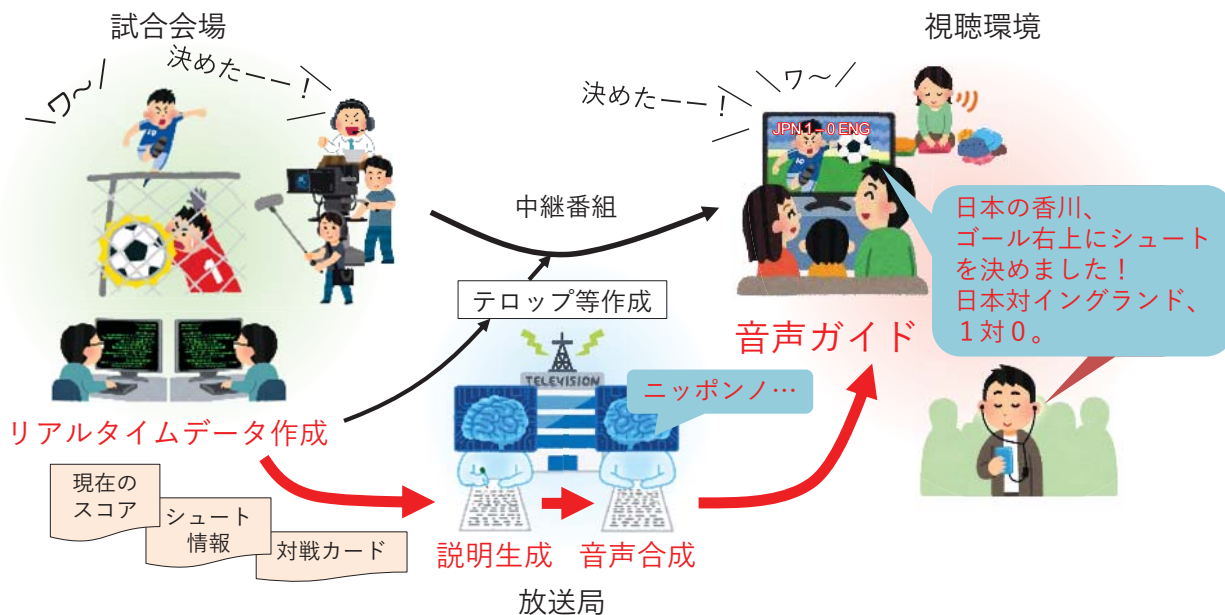 試合会場
視聴環境
\ワ～/
決めたーー！
決めたーー！
\ワ～/
JPN 1–0 ENG
10
1
中継番組
テロップ等作成
日本の香川、
ゴール右上にシュート
を決めました！
日本対イングランド、
１対０。
音声ガイド
TELEVISION
ニッポンノ…
リアルタイムデータ作成
現在の
スコア
シュート
情報
対戦カード
説明生成
音声合成
放送局